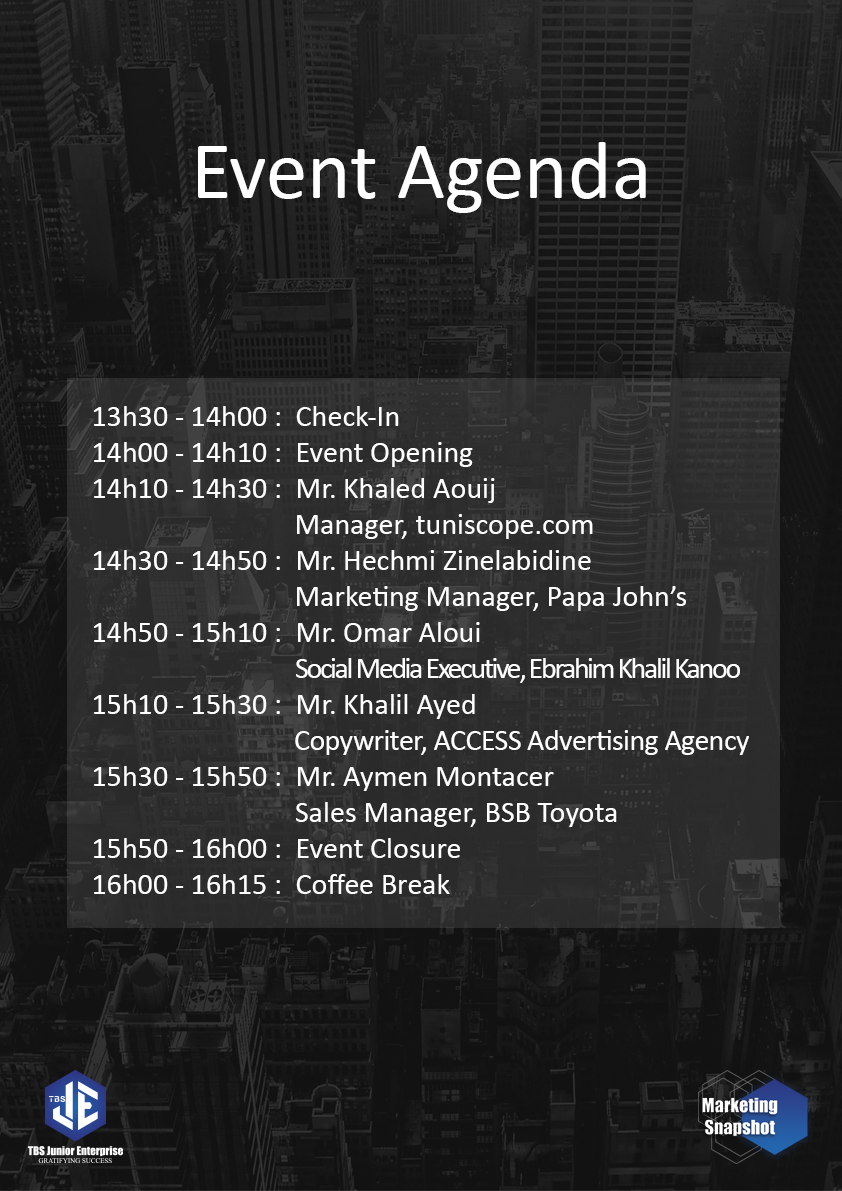 Event Agenda
13h30 - 14h00 : Check-In
14h00 - 14h10 : Event Opening
14h10 - 14h30 : Mr. Khaled Aouij
Manager, tuniscope.com
14h30 - 14h50 : Mr. Hechmi Zinelabidine
Marketing Manager, Papa John’s
14h50 - 15h10 : Mr. Omar Aloui
Social Media Executive, Ebrahim Khalil Kanoo
15h10 - 15h30 : Mr. Khalil Ayed
Copywriter, ACCESS Advertising Agency
15h30 - 15h50 : Mr. Aymen Montacer
Sales Manager, BSB Toyota
15h50 - 16h00 : Event Closure
16h00 - 16h15 : Coffee Break
TBS
JE
TBS Junior Enterprise
GRATIFYING SUCCESS
Marketing
Snapshot